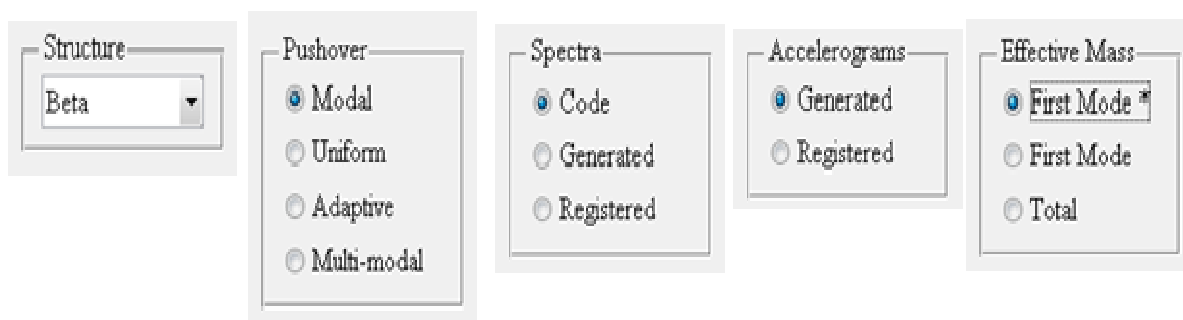 Structure
Beta
Pushover
Modal
Uniform
Adaptive
Multi-modal
Spectra
Code
Generated
Registered
Accelerograms
Generated
Registered
Effective Mass
First Mode *
First Mode
Total